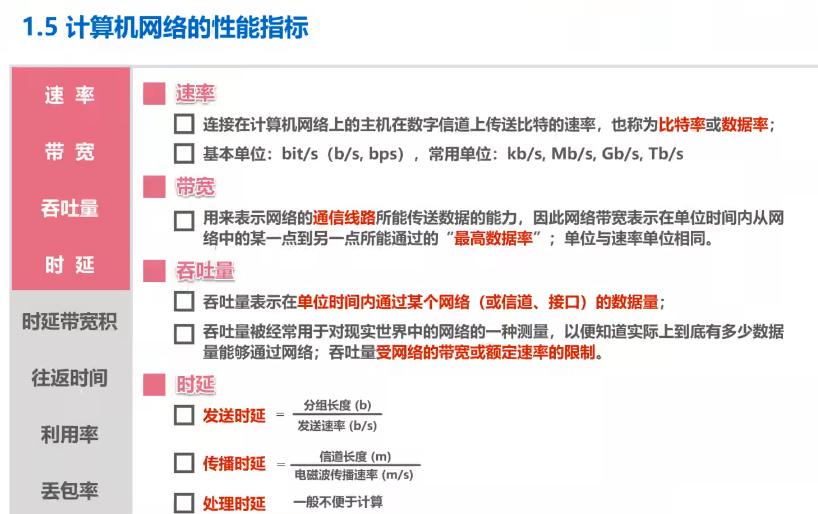 1.5 计算机网络的性能指标
速 率
带 宽
吞吐量
时 延
时延带宽积
往返时间
利用率
丢包率
速率
连接在计算机网络上的主机在数字信道上传送比特的速率，也称为比特率或数据率；
基本单位：bit/s（b/s, bps），常用单位：kb/s, Mb/s, Gb/s, Tb/s
带宽
用来表示网络的通信线路所能传送数据的能力，因此网络带宽表示在单位时间内从网
络中的某一点到另一点所能通过的“最高数据率”；单位与速率单位相同。
吞吐量
吞吐量表示在单位时间内通过某个网络（或信道、接口）的数据量；
吞吐量被经常用于对现实世界中的网络的一种测量，以便知道实际上到底有多少数据
量能够通过网络；吞吐量受网络的带宽或额定速率的限制。
时延
发送时延 = 分组长度 (b)
发送速率 (b/s)
传播时延 = 信道长度 (m)
电磁波传播速率 (m/s)
处理时延 一般不便于计算